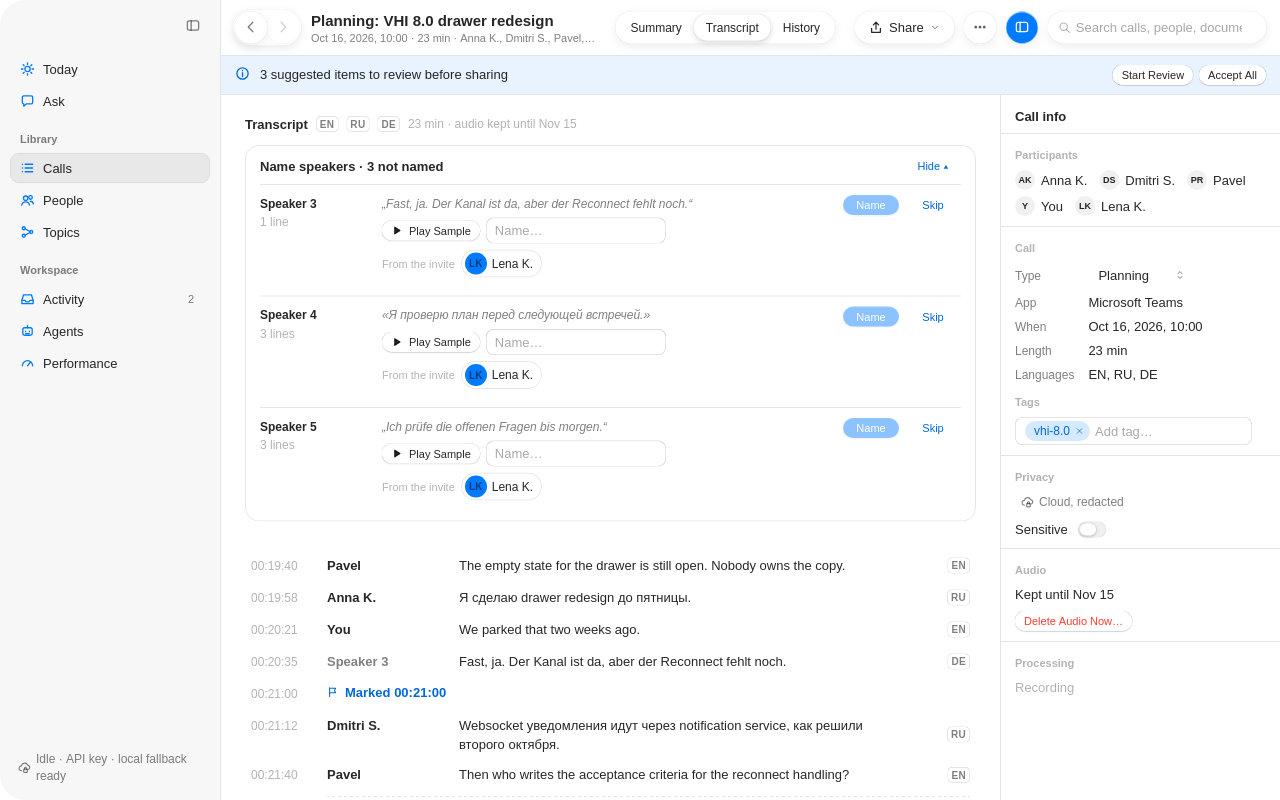 Planning: VHI 8.0 drawer redesign
Oct 16, 2026, 10:00 · 23 min · Anna K., Dmitri S., Pavel,…
Summary
Transcript
History
Share
Search calls, people, docume
Today
Ask
Library
Calls
People
Topics
Workspace
Activity 2
Agents
Performance
Idle · API key · local fallback
ready
3 suggested items to review before sharing
Start Review
Accept All
Transcript EN RU DE 23 min · audio kept until Nov 15
Name speakers · 3 not named
Hide
Speaker 3
1 line
„Fast, ja. Der Kanal ist da, aber der Reconnect fehlt noch.“
Name
Skip
Play Sample
Name…
From the invite LK Lena K.
Speaker 4
3 lines
«Я проверю план перед следующей встречей.»
Name
Skip
Play Sample
Name…
From the invite LK Lena K.
Speaker 5
3 lines
„Ich prüfe die offenen Fragen bis morgen.“
Name
Skip
Play Sample
Name…
From the invite LK Lena K.
00:19:40 Pavel The empty state for the drawer is still open. Nobody owns the copy. EN
00:19:58 Anna K. Я сделаю drawer redesign до пятницы. RU
00:20:21 You We parked that two weeks ago. EN
00:20:35 Speaker 3 Fast, ja. Der Kanal ist da, aber der Reconnect fehlt noch. DE
00:21:00 Marked 00:21:00
00:21:12 Dmitri S. Websocket уведомления идут через notification service, как решили
второго октября. RU
00:21:40 Pavel Then who writes the acceptance criteria for the reconnect handling? EN
Call info
Participants
AK Anna K. DS Dmitri S. PR Pavel
Y You LK Lena K.
Call
Type Planning
App Microsoft Teams
When Oct 16, 2026, 10:00
Length 23 min
Languages EN, RU, DE
Tags
vhi-8.0 × Add tag…
Privacy
Cloud, redacted
Sensitive
Audio
Kept until Nov 15
Delete Audio Now…
Processing
Recording